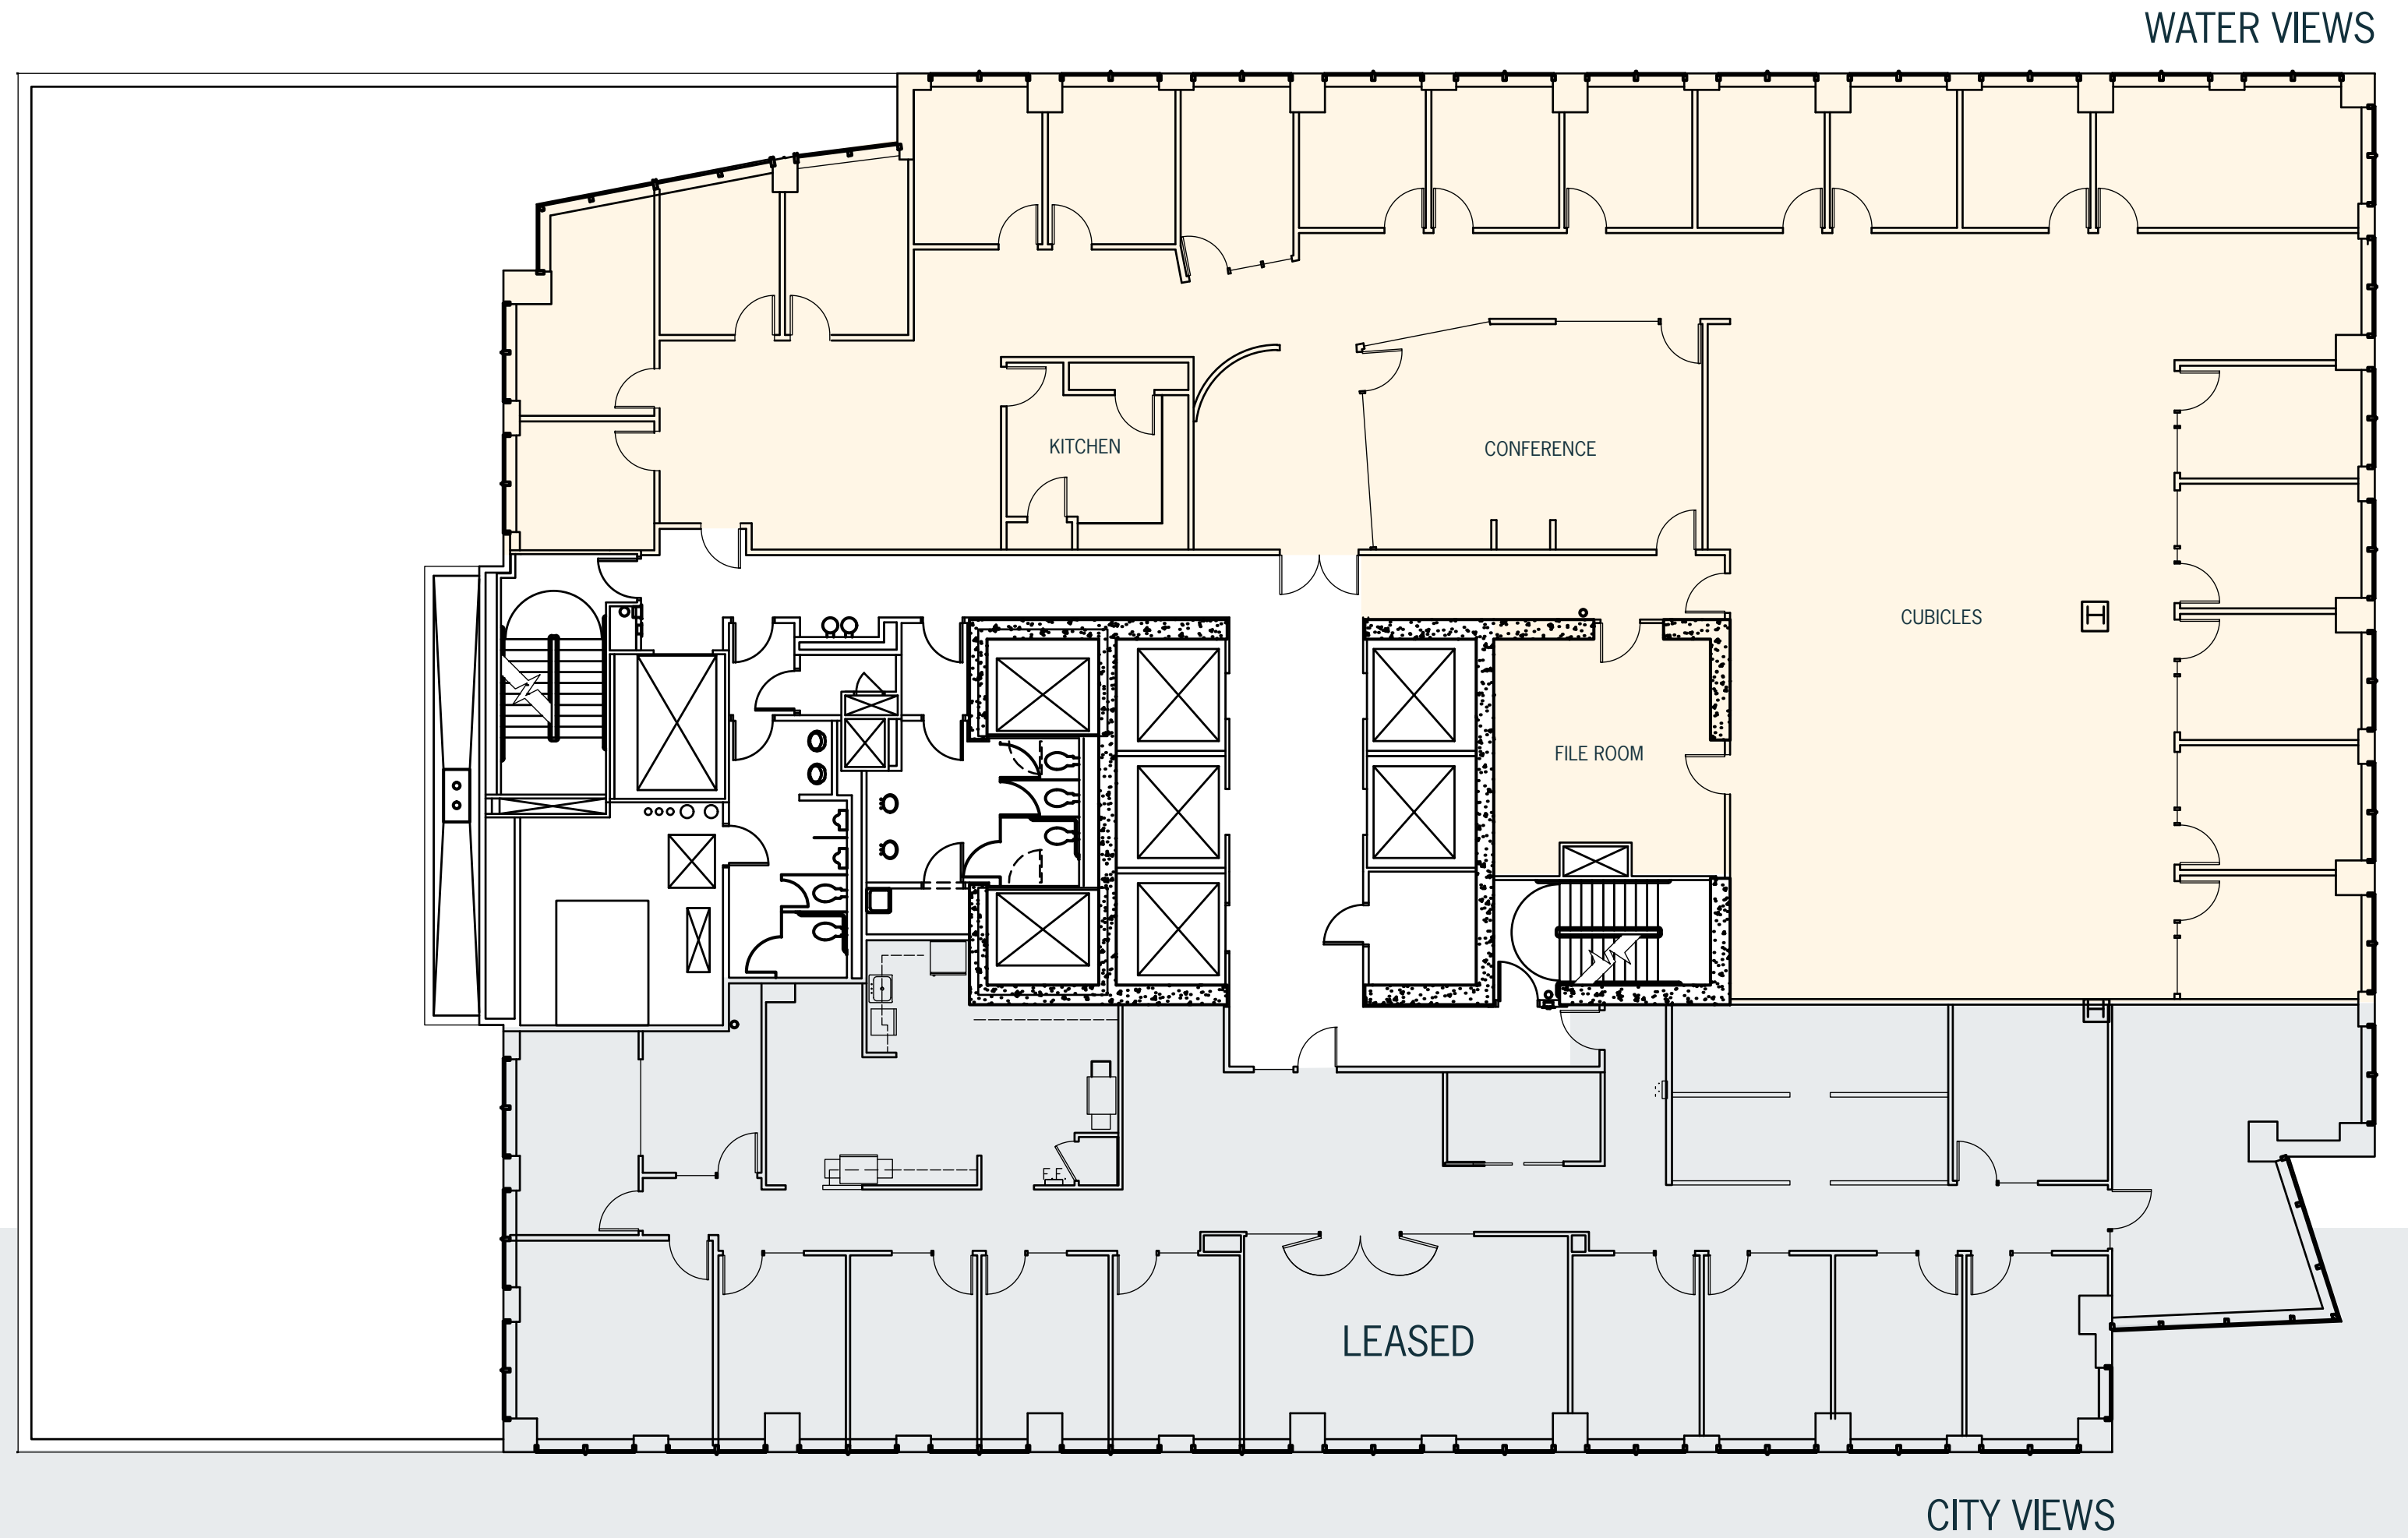 WATER VIEWS
KITCHEN
CONFERENCE
CUBICLES
FILE ROOM
F.E.
LEASED
CITY VIEWS